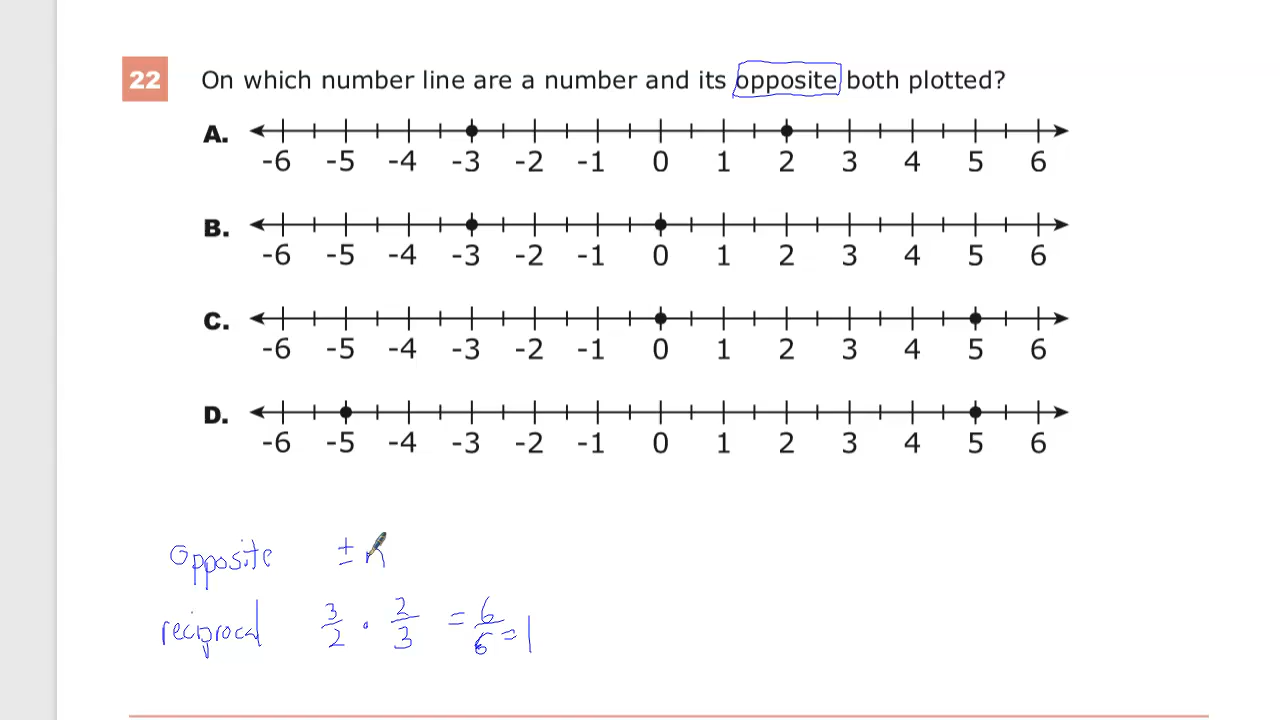 22 On which number line are a number and its opposite both plotted?
A.
-6 -5 -4 -3 -2 -1 0 1 2 3 4 5 6
B.
-6 -5 -4 -3 -2 -1 0 1 2 3 4 5 6
C.
-6 -5 -4 -3 -2 -1 0 1 2 3 4 5 6
D.
-6 -5 -4 -3 -2 -1 0 1 2 3 4 5 6
opposite ± n
reciprocal 3/2 · 2/3 = 6/6 = 1